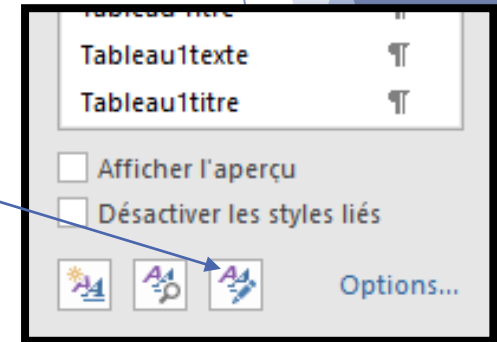 Tableau1texte
Tableau1titre
Afficher l'aperçu
Désactiver les styles liés
Options...